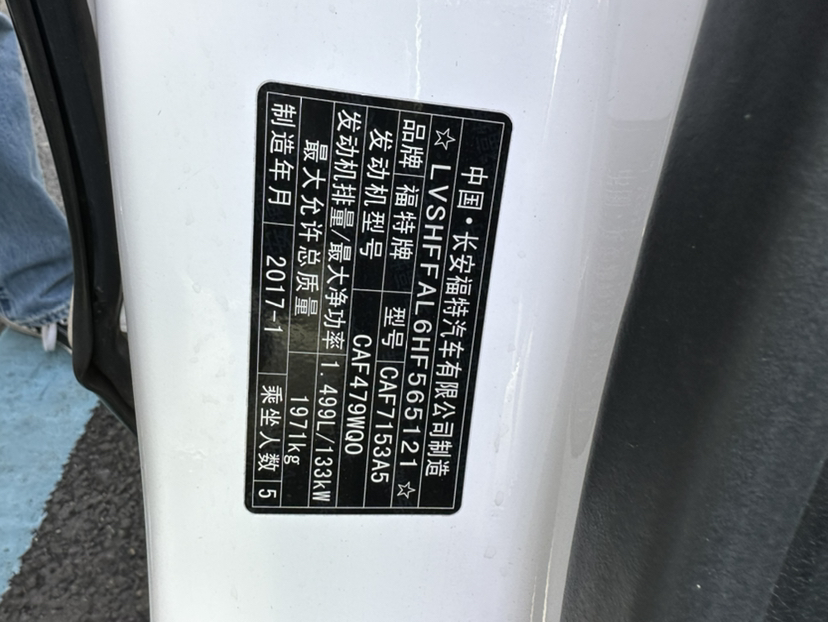 中国·长安福特汽车有限公司制造
☆ LVSHFFAL6HF565121 ☆
品牌 福特牌 型号 CAF7153A5
发动机型号 CAF479WQ0
发动机排量/最大净功率 1.499L/133kW
最大允许总质量 1971kg
制造年月 2017-1 乘坐人数 5